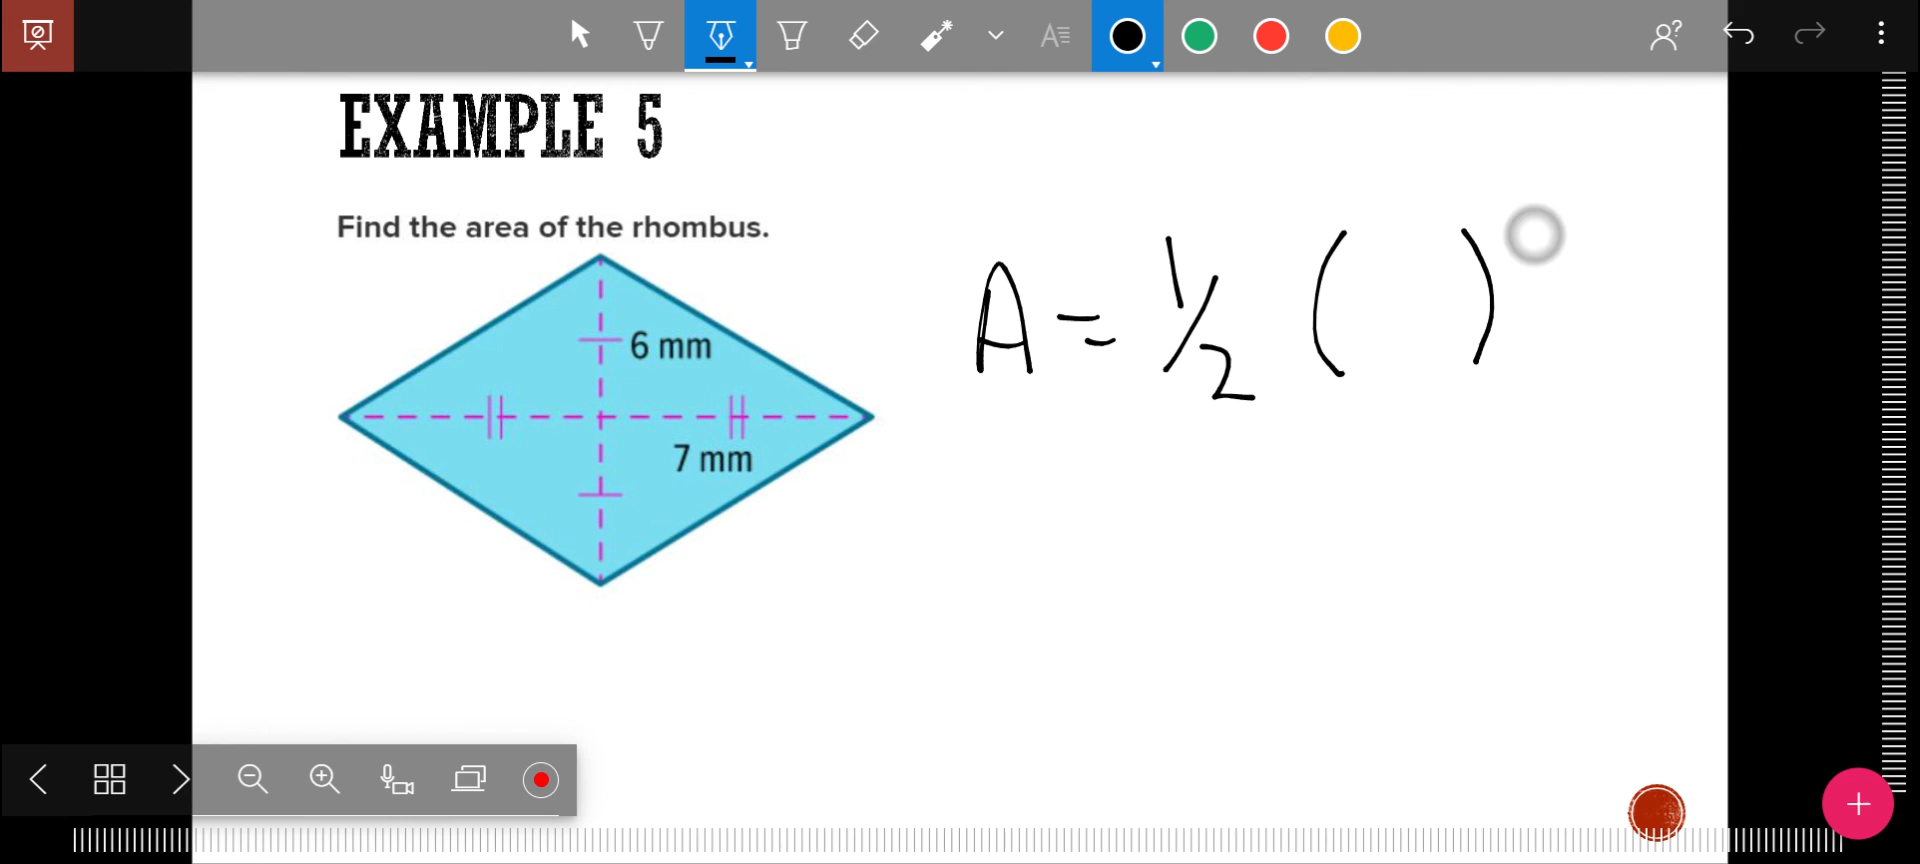 EXAMPLE 5
Find the area of the rhombus.
6 mm
7 mm
A = 1/2 ( )